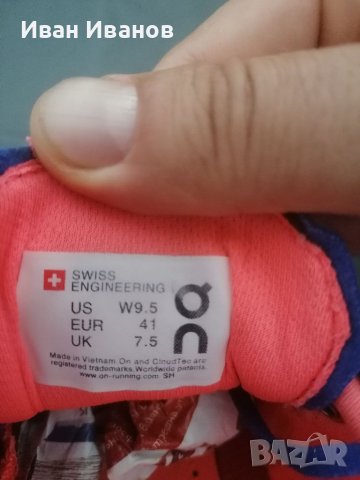 Иван Иванов
SWISS
ENGINEERING
US W9.5
EUR 41
UK 7.5
Made in Vietnam On and CloudTec are
registered trademarks. Worldwide patents.
www.on-running.com SH
BAZAR